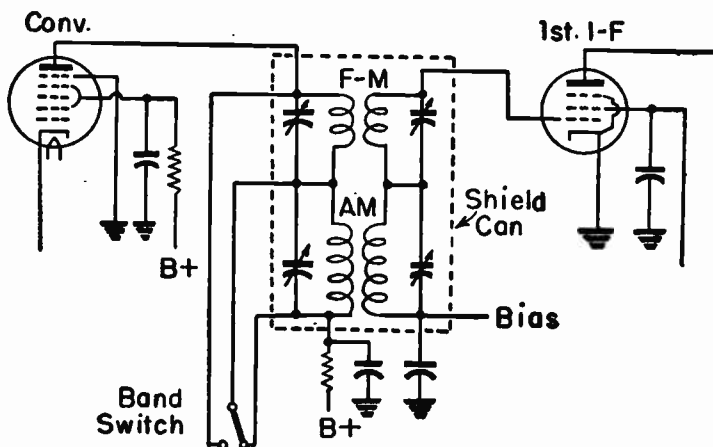 Conv.
1st. I-F
F-M
AM
Shield
Can
B+
Bias
Band
Switch
B+